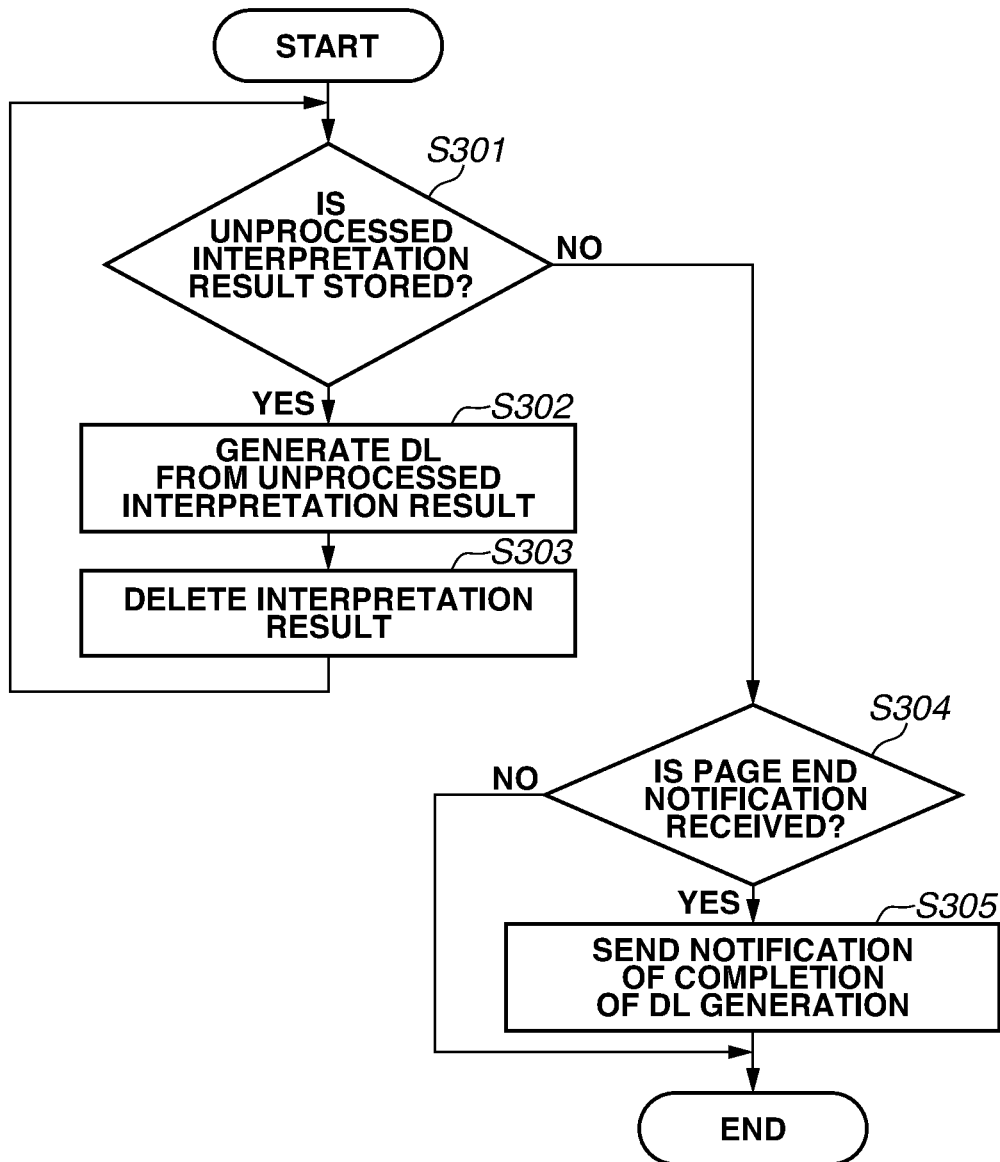 START
S301
IS
UNPROCESSED
INTERPRETATION
RESULT STORED?
NO
YES
S302
GENERATE DL
FROM UNPROCESSED
INTERPRETATION RESULT
S303
DELETE INTERPRETATION
RESULT
S304
NO
IS PAGE END
NOTIFICATION
RECEIVED?
YES
S305
SEND NOTIFICATION
OF COMPLETION
OF DL GENERATION
END